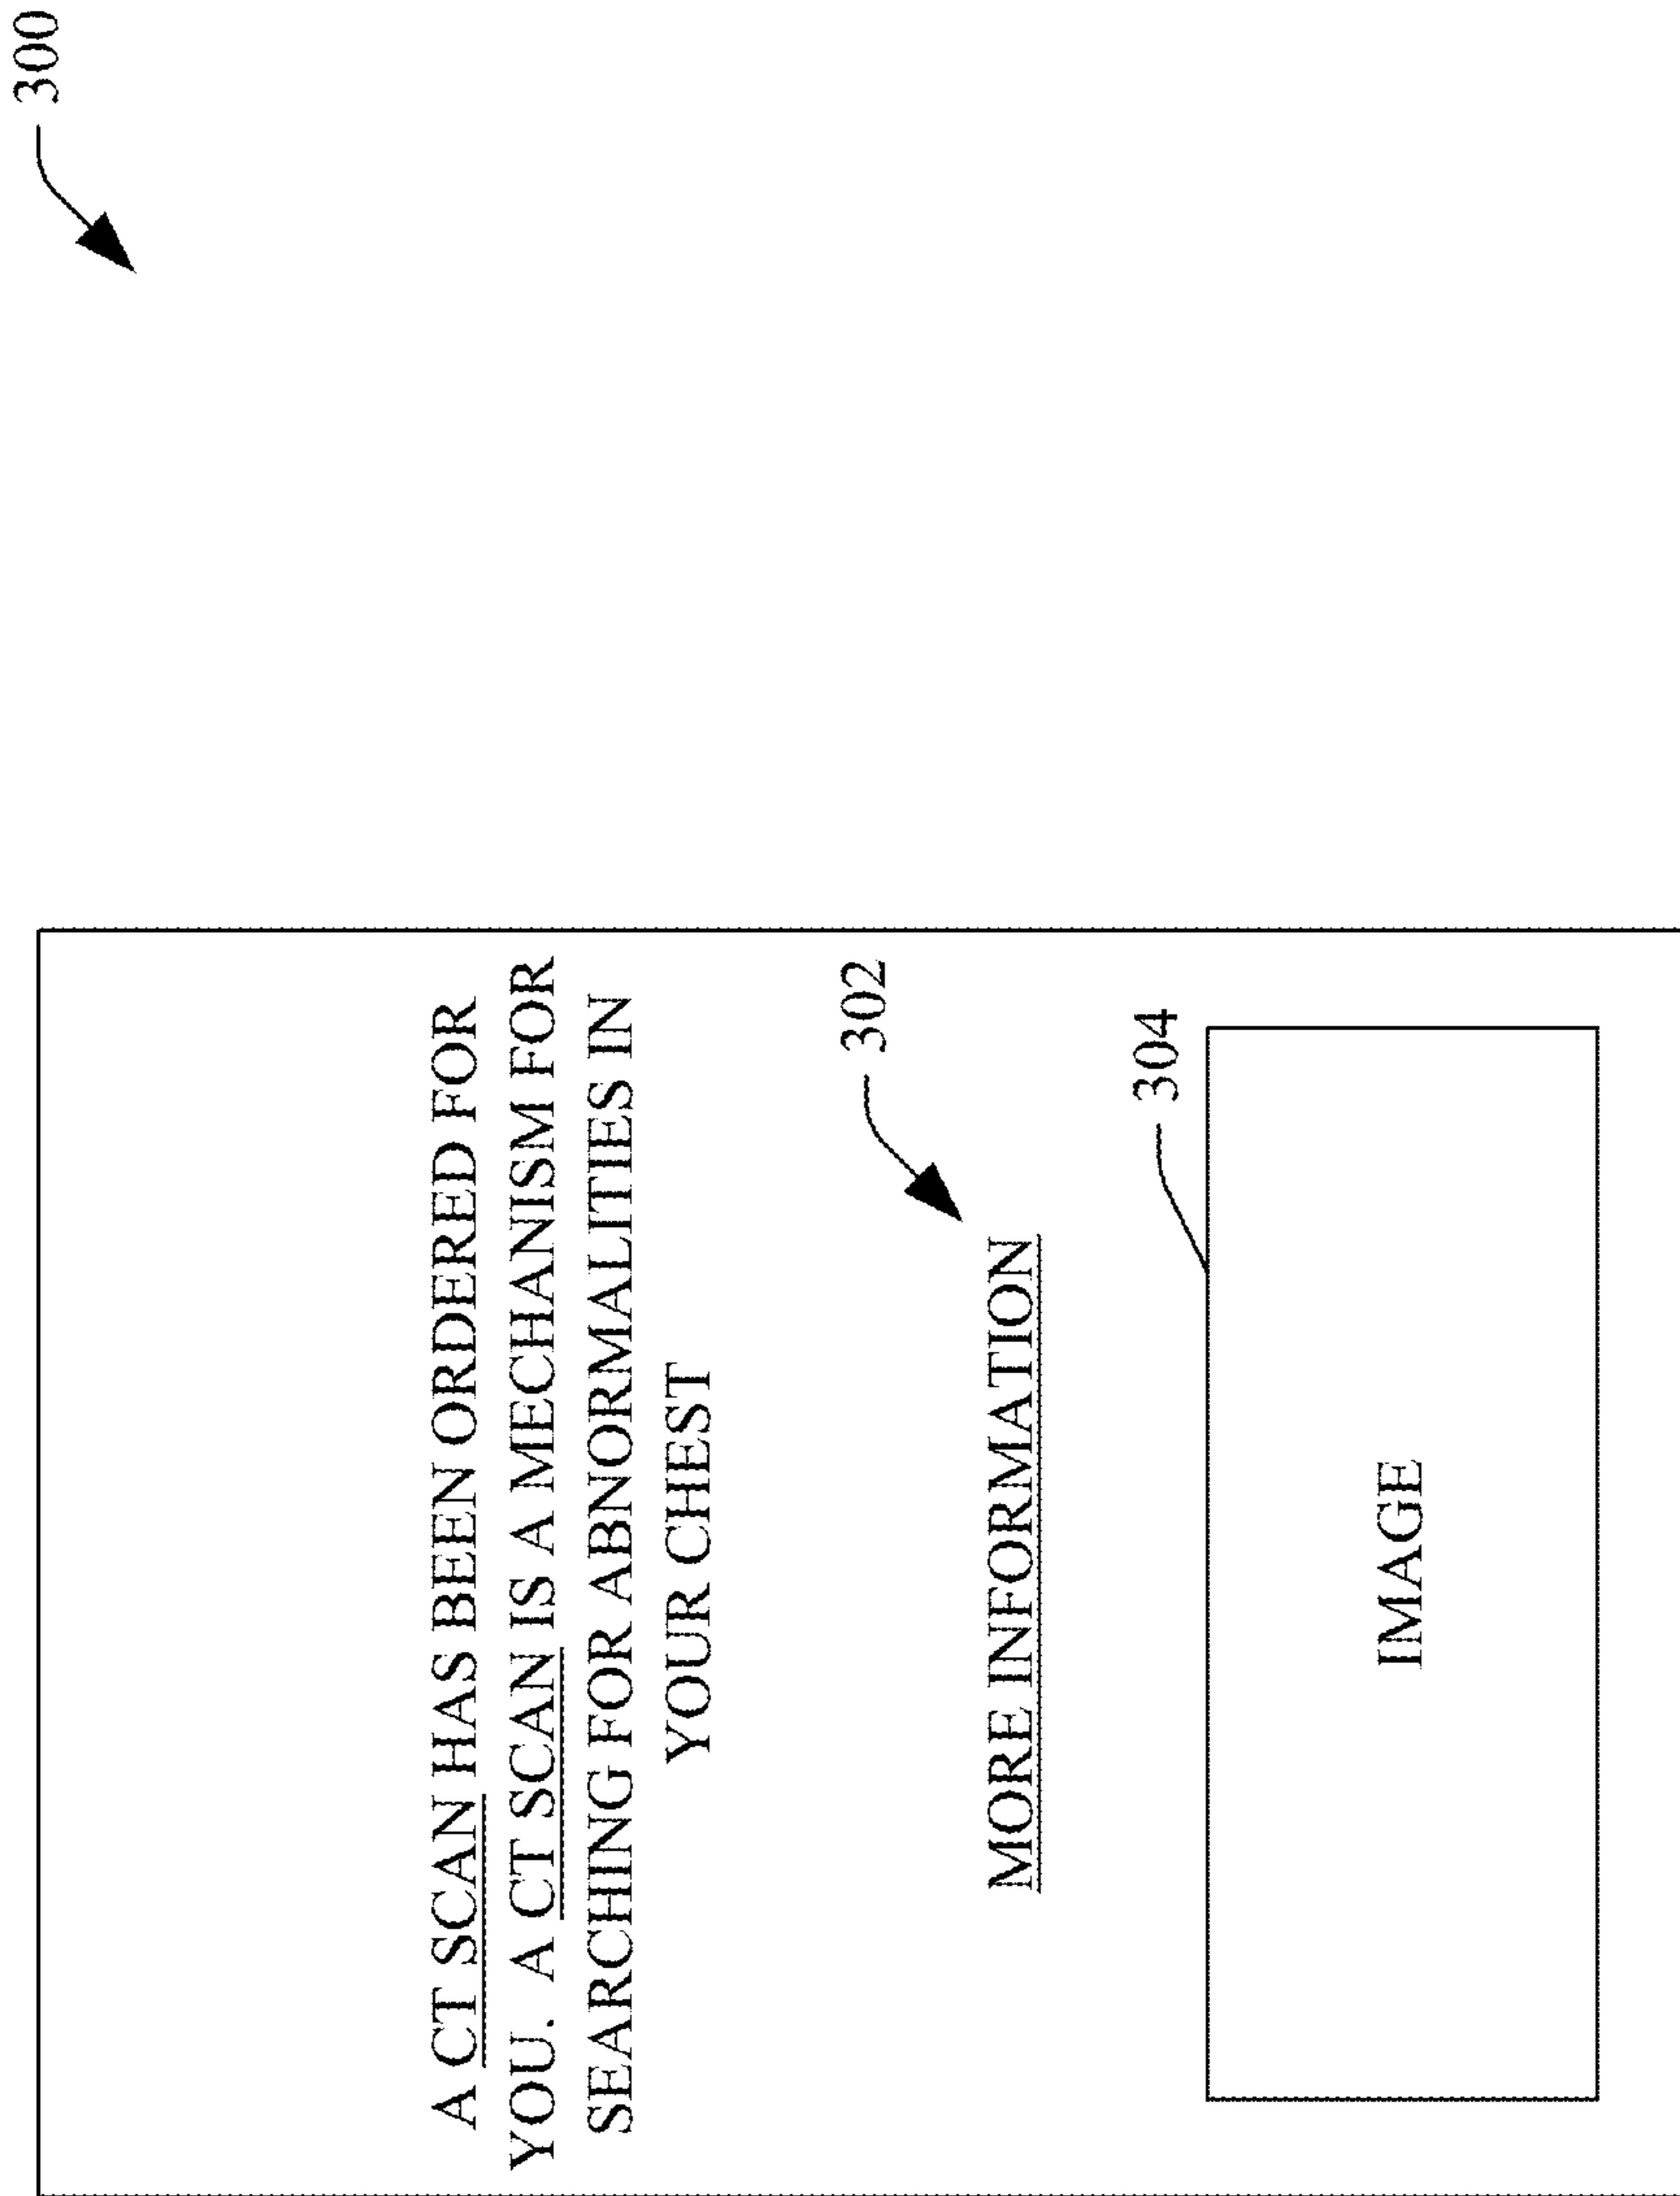 300
A CT SCAN HAS BEEN ORDERED FOR
YOU. A CT SCAN IS A MECHANISM FOR
SEARCHING FOR ABNORMALITIES IN
YOUR CHEST
302
MORE INFORMATION
304
IMAGE